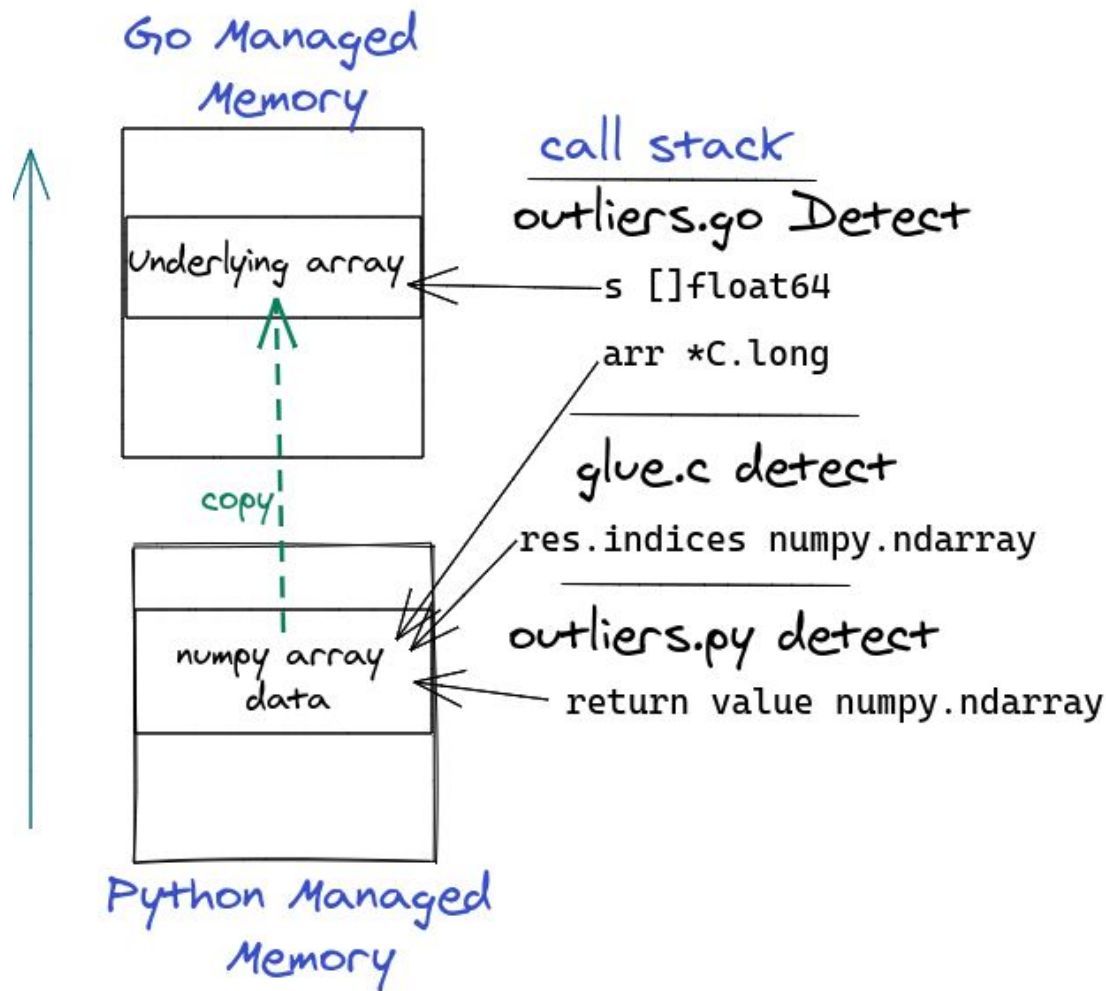 Go Managed
Memory
call stack
outliers.go Detect
Underlying array
s []float64
arr *C.long
glue.c detect
copy
res.indices numpy.ndarray
outliers.py detect
numpy array
data
return value numpy.ndarray
Python Managed
Memory